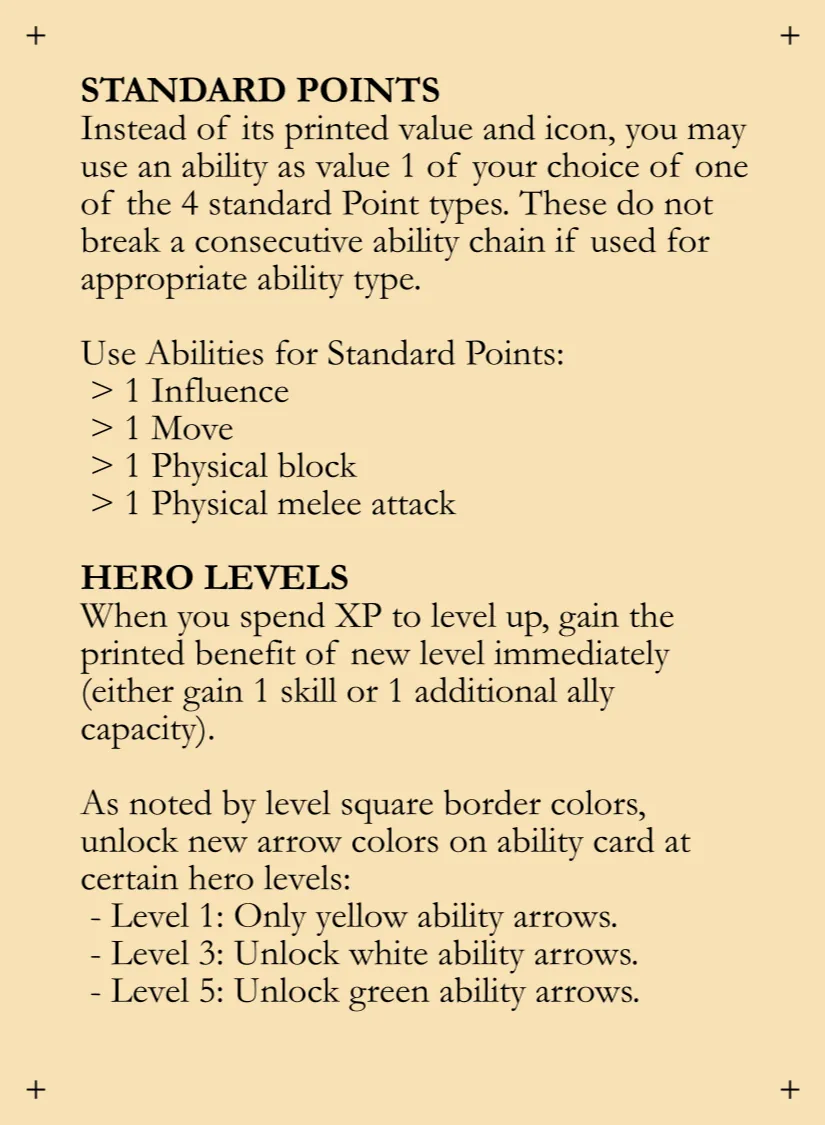 STANDARD POINTS
Instead of its printed value and icon, you may
use an ability as value 1 of your choice of one
of the 4 standard Point types. These do not
break a consecutive ability chain if used for
appropriate ability type.
Use Abilities for Standard Points:
> 1 Influence
> 1 Move
> 1 Physical block
> 1 Physical melee attack
HERO LEVELS
When you spend XP to level up, gain the
printed benefit of new level immediately
(either gain 1 skill or 1 additional ally
capacity).
As noted by level square border colors,
unlock new arrow colors on ability card at
certain hero levels:
- Level 1: Only yellow ability arrows.
- Level 3: Unlock white ability arrows.
- Level 5: Unlock green ability arrows.